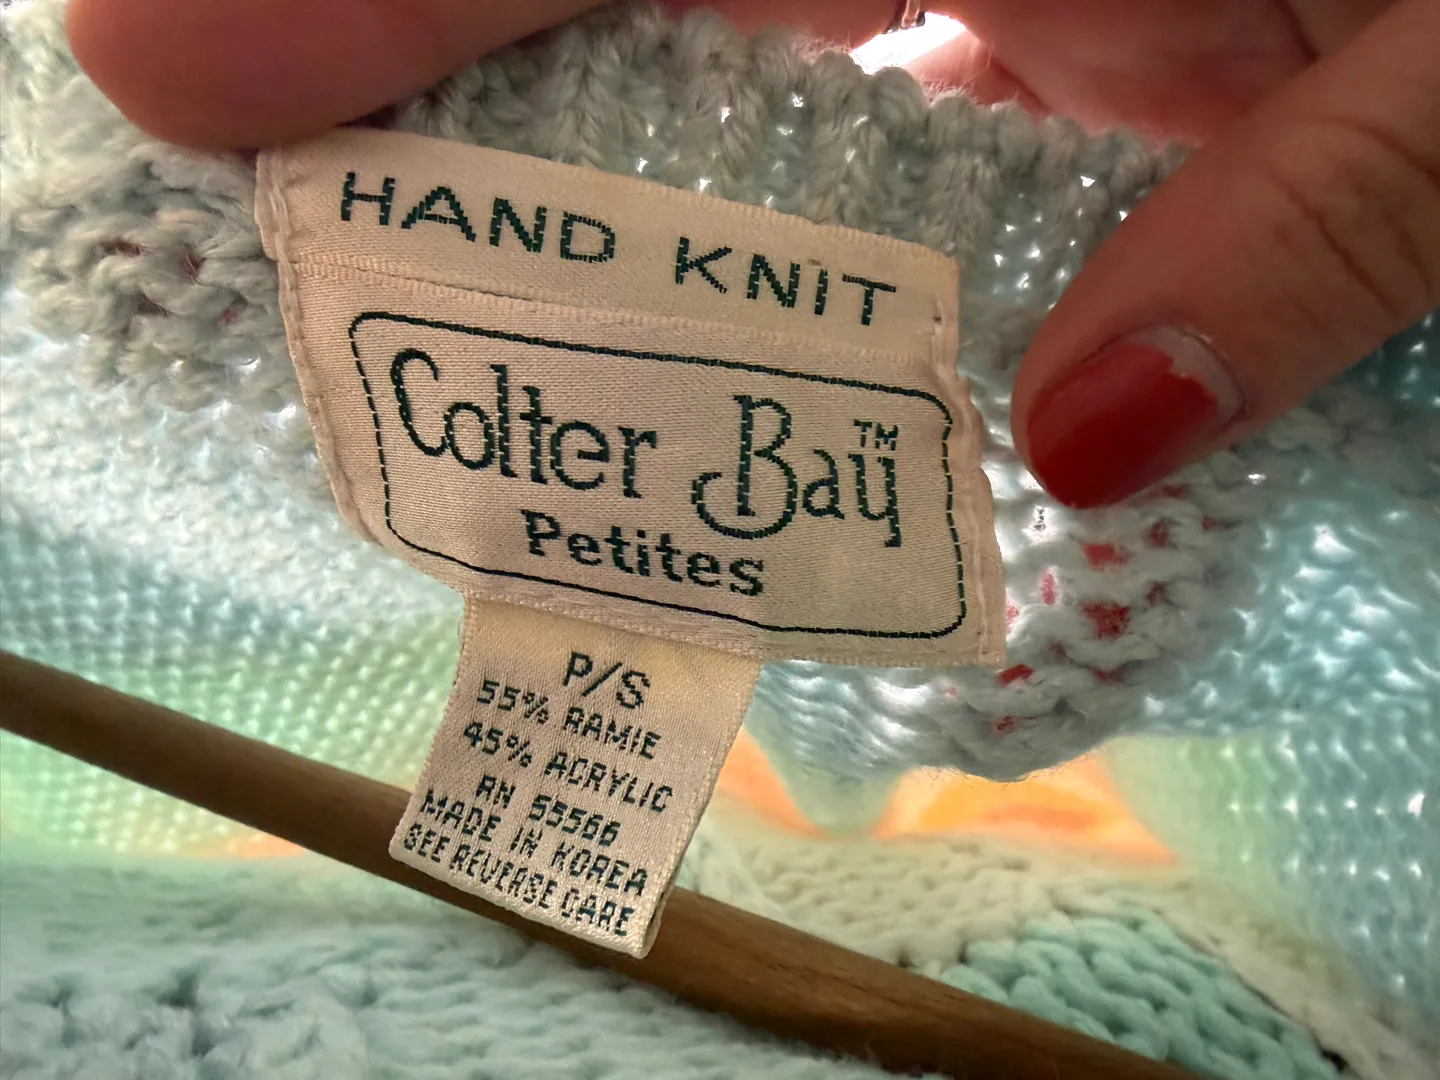 HAND KNIT
Colter Bay™
Petites
P/S
55% RAMIE
45% ACRYLIC
RN 55566
MADE IN KOREA
SEE REVERSE CARE